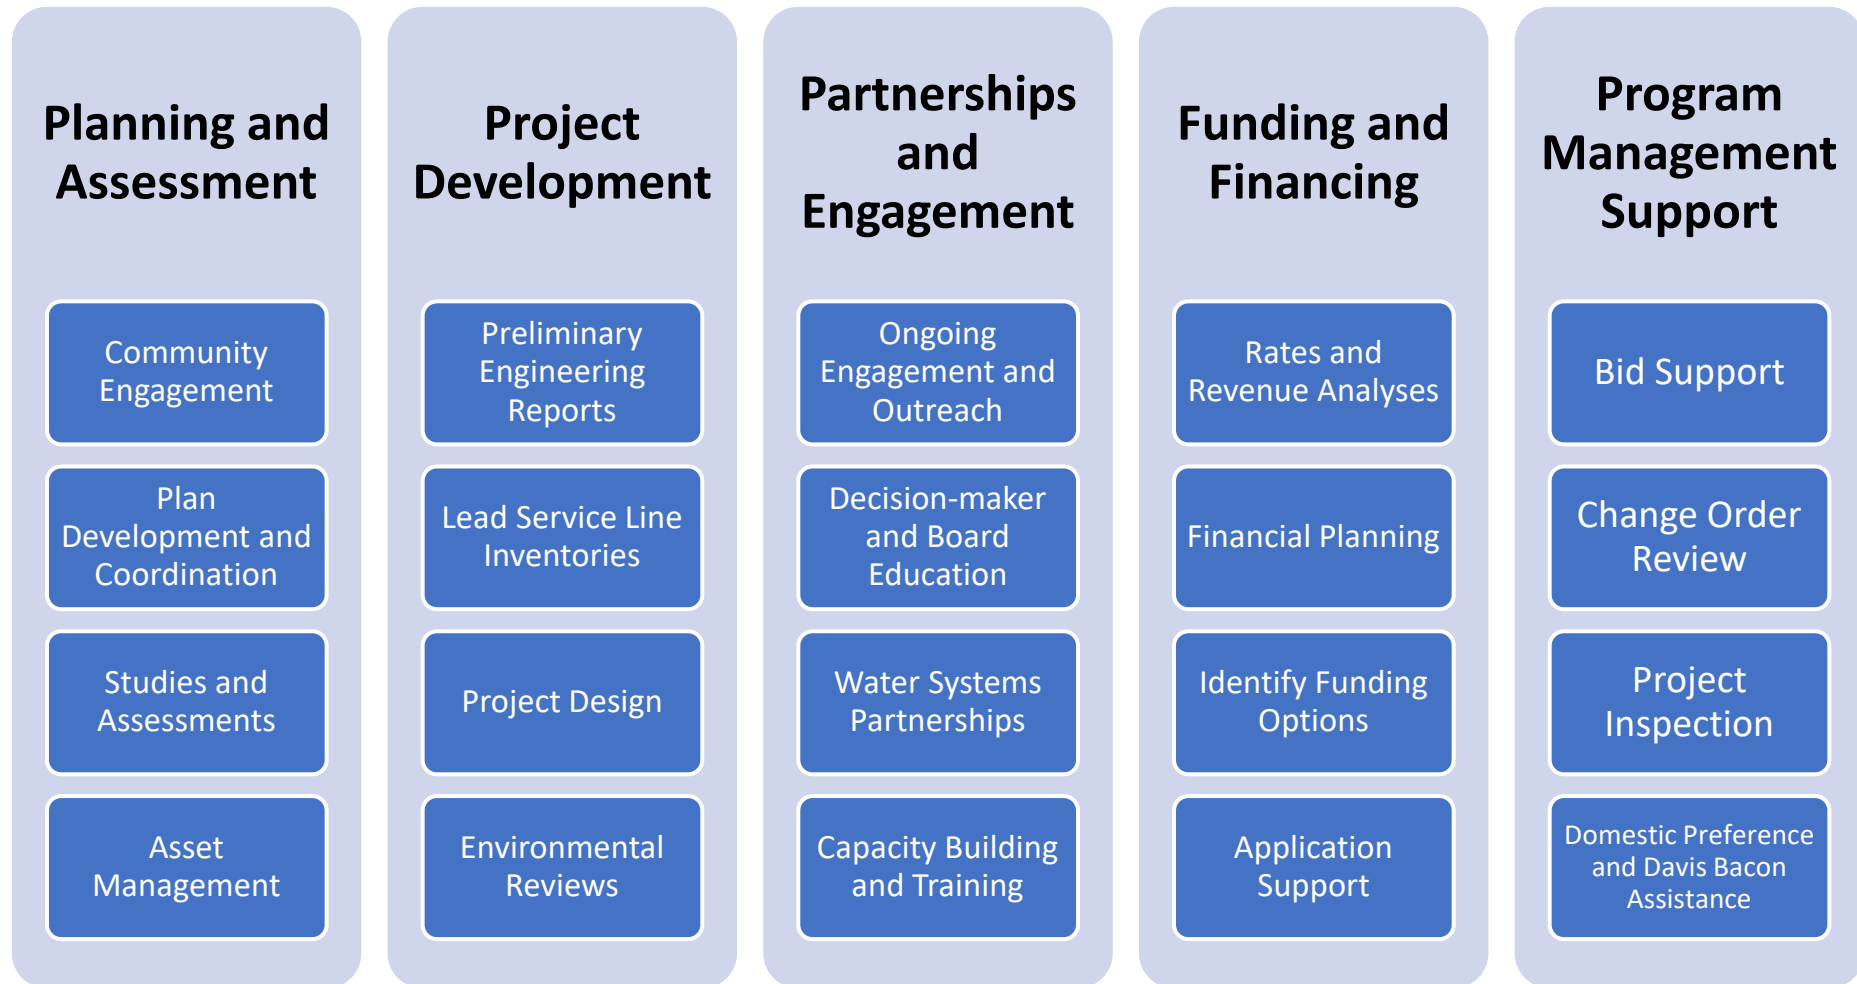 Planning and
Assessment
Community
Engagement
Plan
Development and
Coordination
Studies and
Assessments
Asset
Management
Project
Development
Preliminary
Engineering
Reports
Lead Service Line
Inventories
Project Design
Environmental
Reviews
Partnerships
and
Engagement
Ongoing
Engagement and
Outreach
Decision-maker
and Board
Education
Water Systems
Partnerships
Capacity Building
and Training
Funding and
Financing
Rates and
Revenue Analyses
Financial Planning
Identify Funding
Options
Application
Support
Program
Management
Support
Bid Support
Change Order
Review
Project
Inspection
Domestic Preference
and Davis Bacon
Assistance